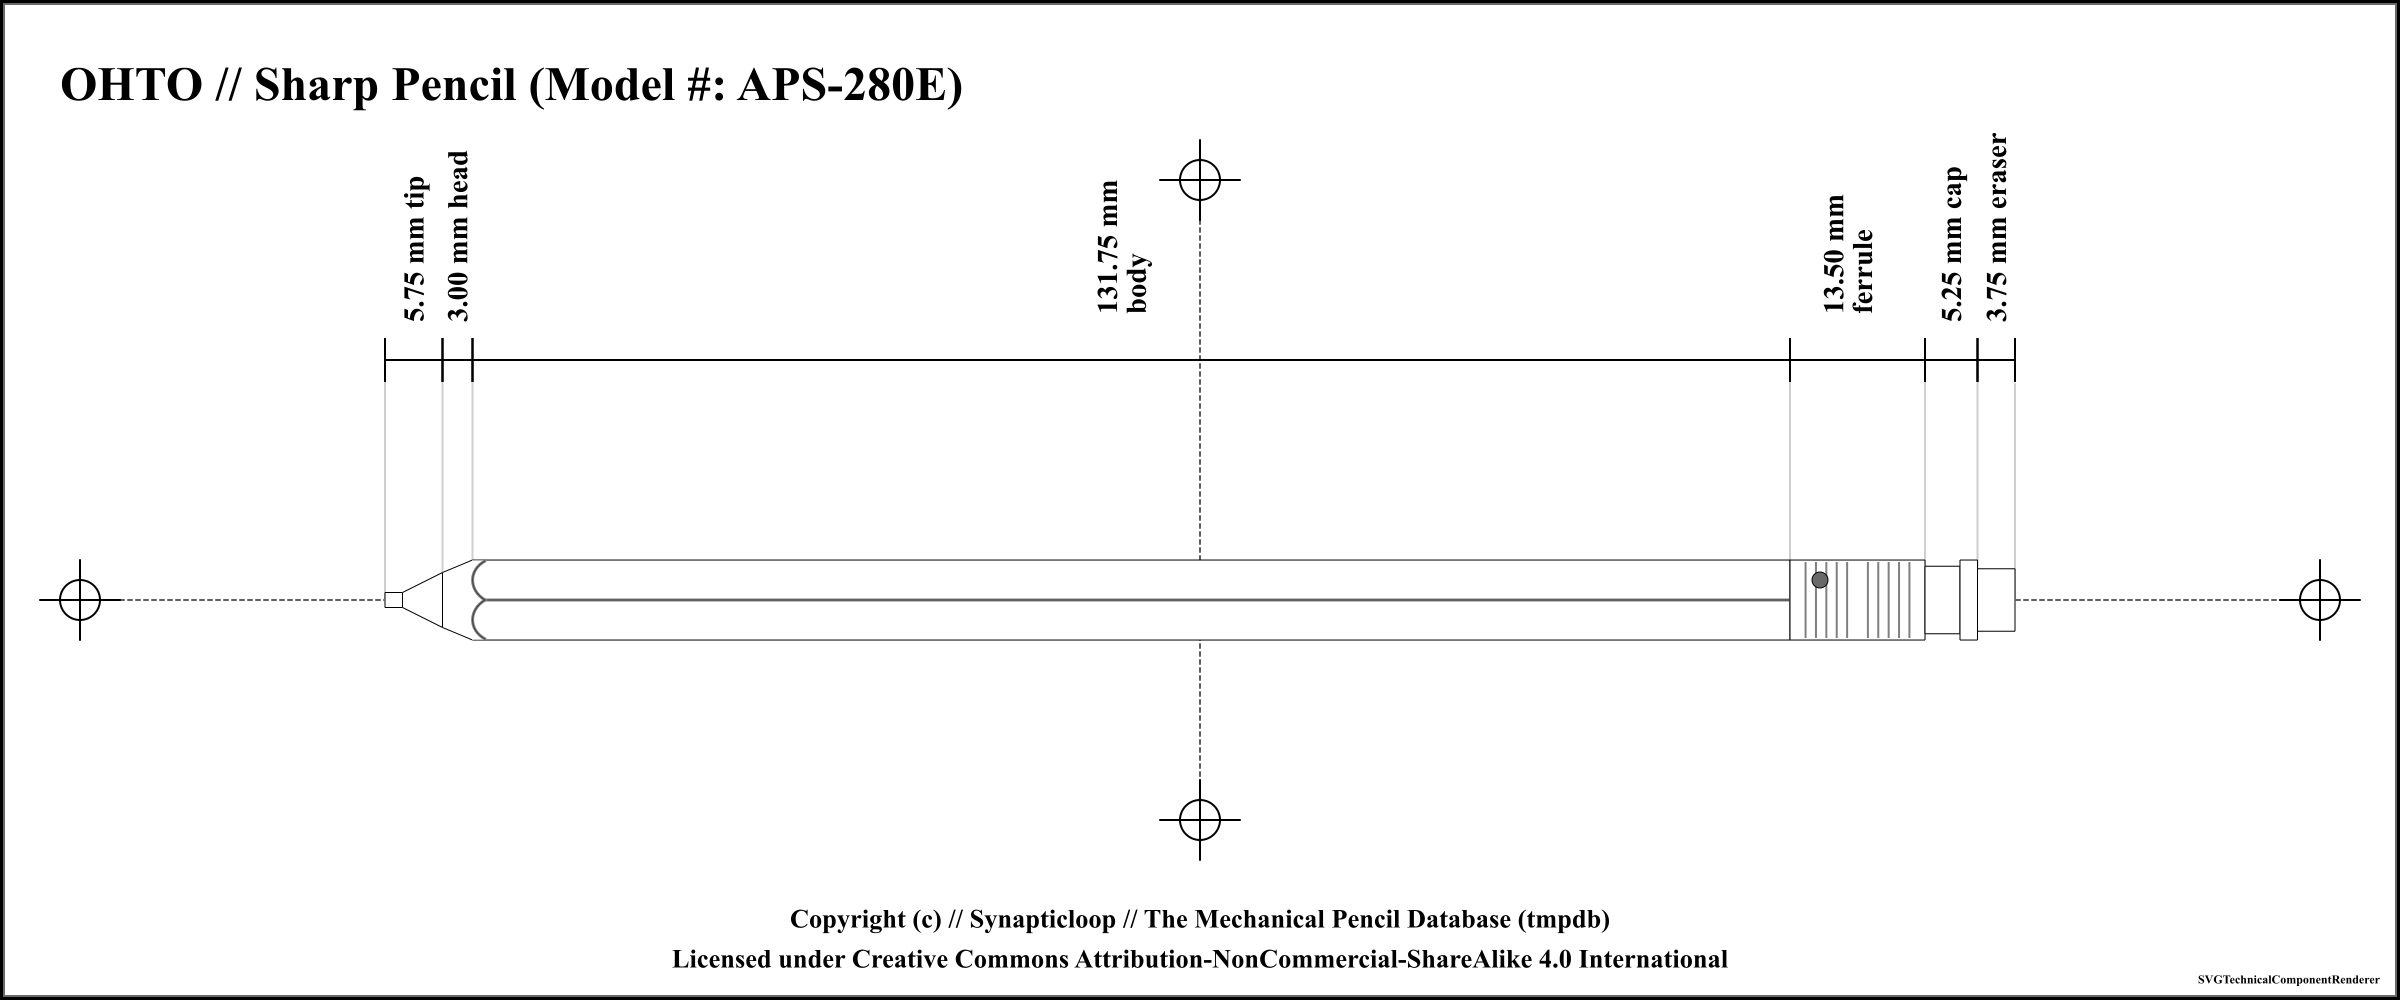 OHTO // Sharp Pencil (Model #: APS-280E)
5.75 mm tip
3.00 mm head
131.75 mm
body
13.50 mm
ferrule
5.25 mm cap
3.75 mm eraser
Copyright (c) // Synapticloop // The Mechanical Pencil Database (tmpdb)
Licensed under Creative Commons Attribution-NonCommercial-ShareAlike 4.0 International
SVGTechnicalComponentRenderer